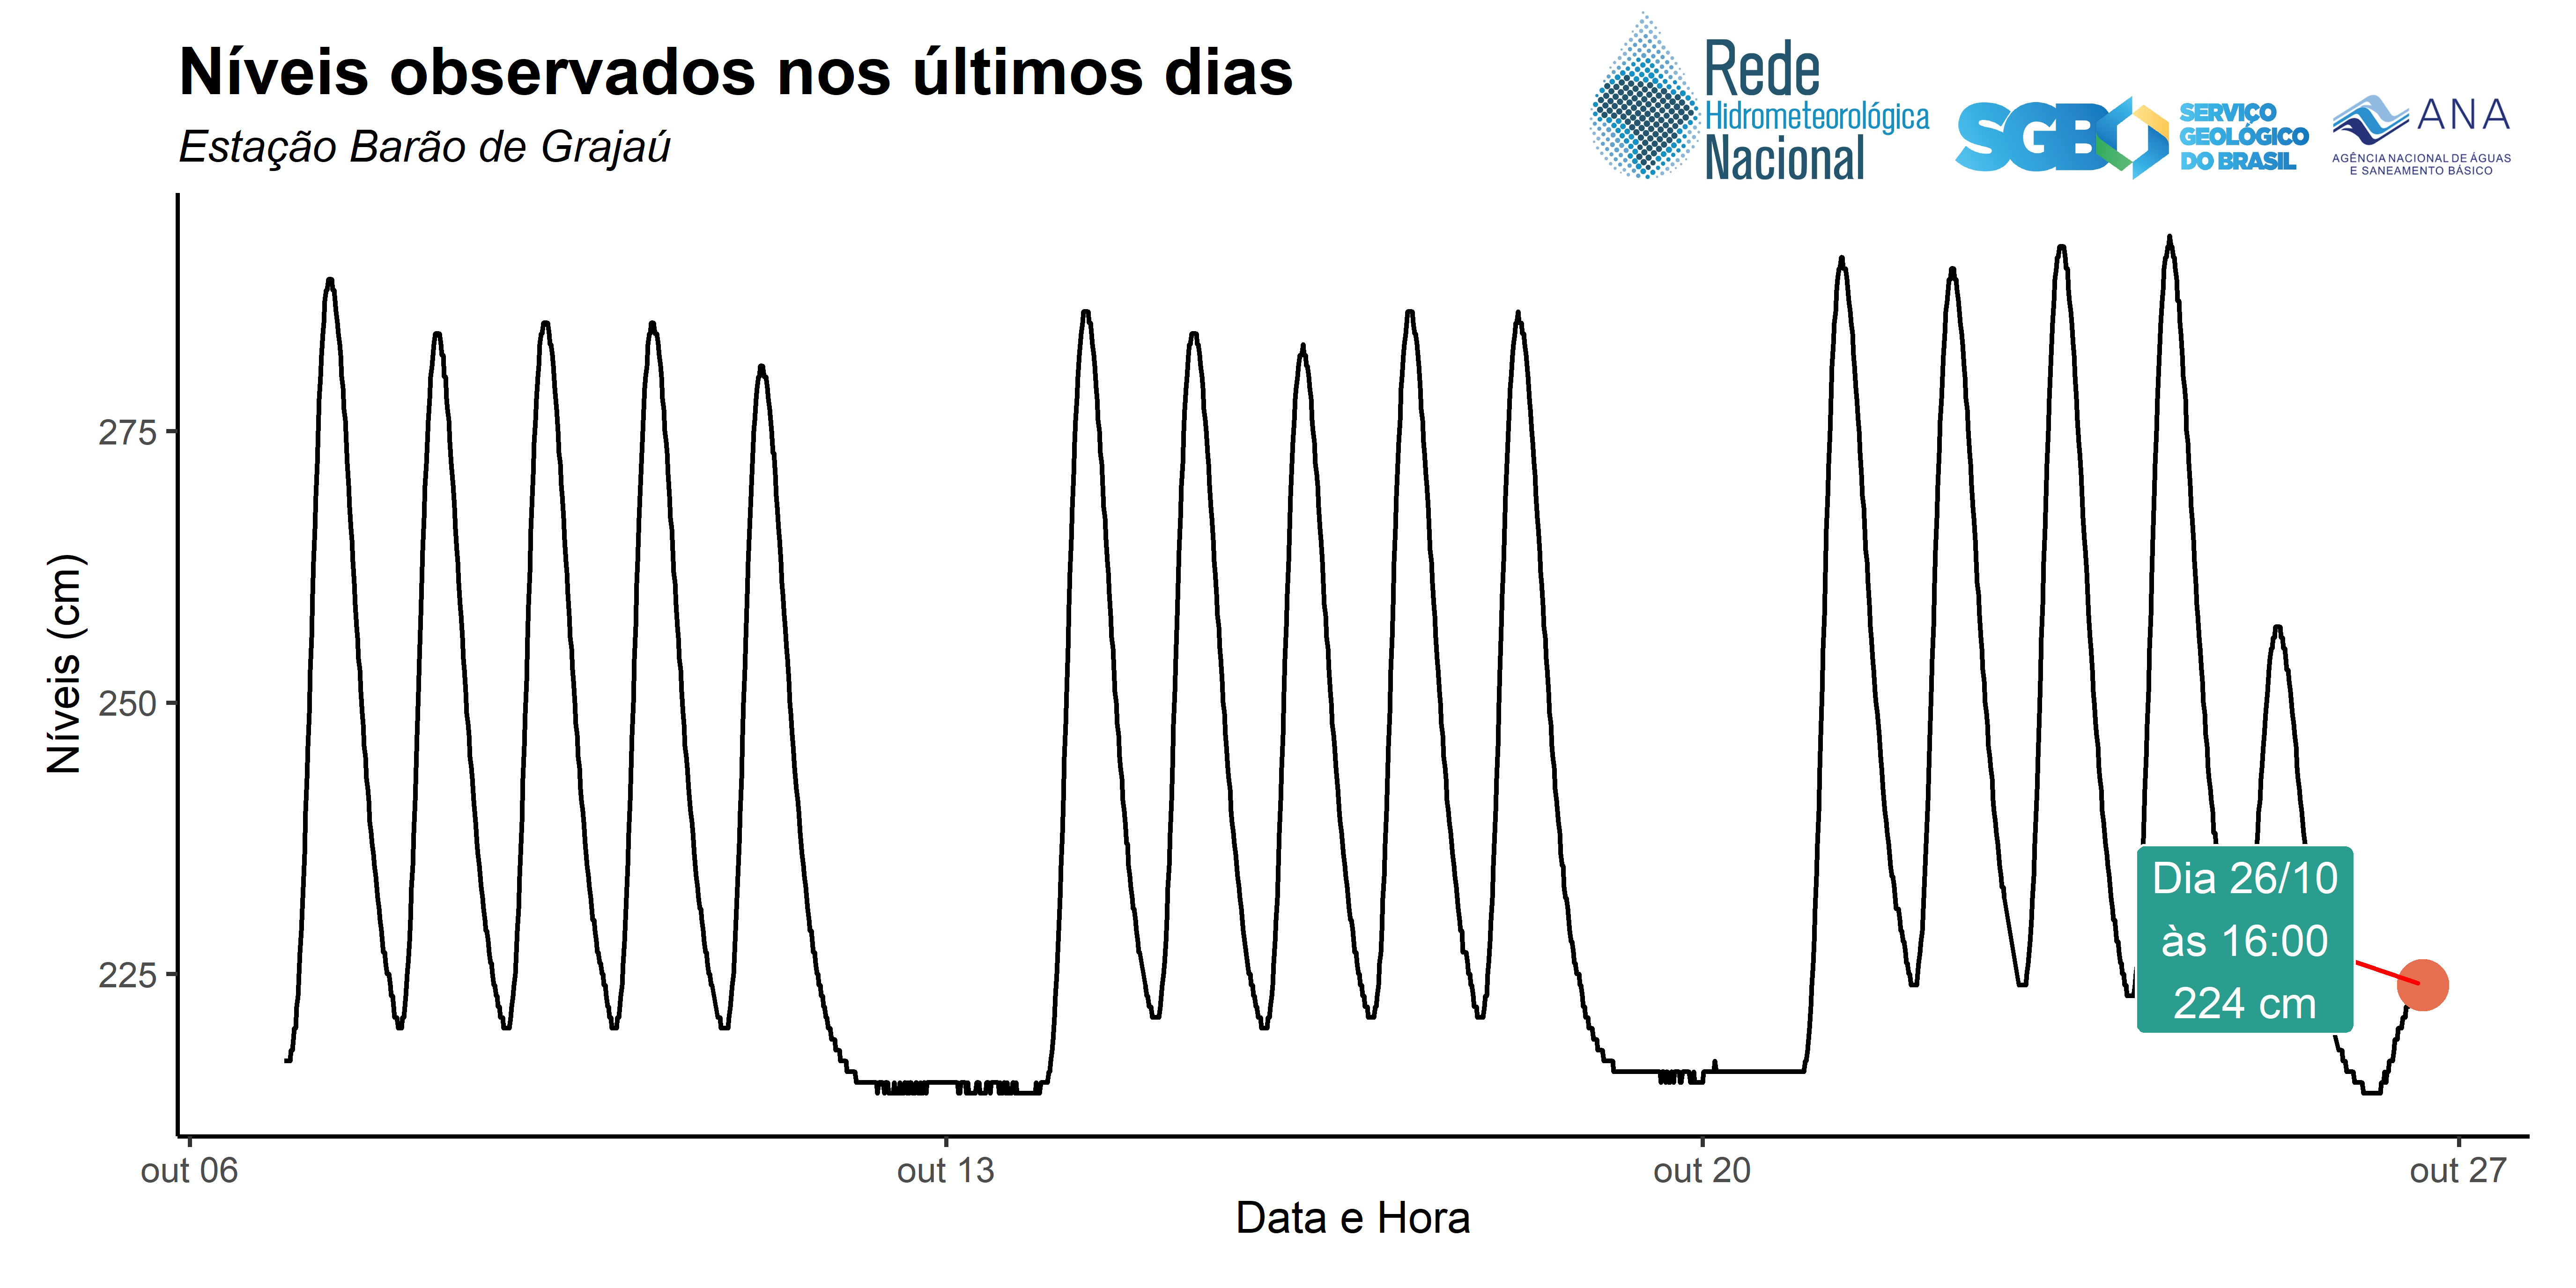 Níveis observados nos últimos dias
Estação Barão de Grajaú
Rede
Hidrometeorológica
Nacional
SGB
SERVIÇO
GEOLÓGICO
DO BRASIL
ANA
AGÊNCIA NACIONAL DE ÁGUAS
E SANEAMENTO BÁSICO
Níveis (cm)
275
250
225
Dia 26/10
às 16:00
224 cm
out 06
out 13
out 20
out 27
Data e Hora